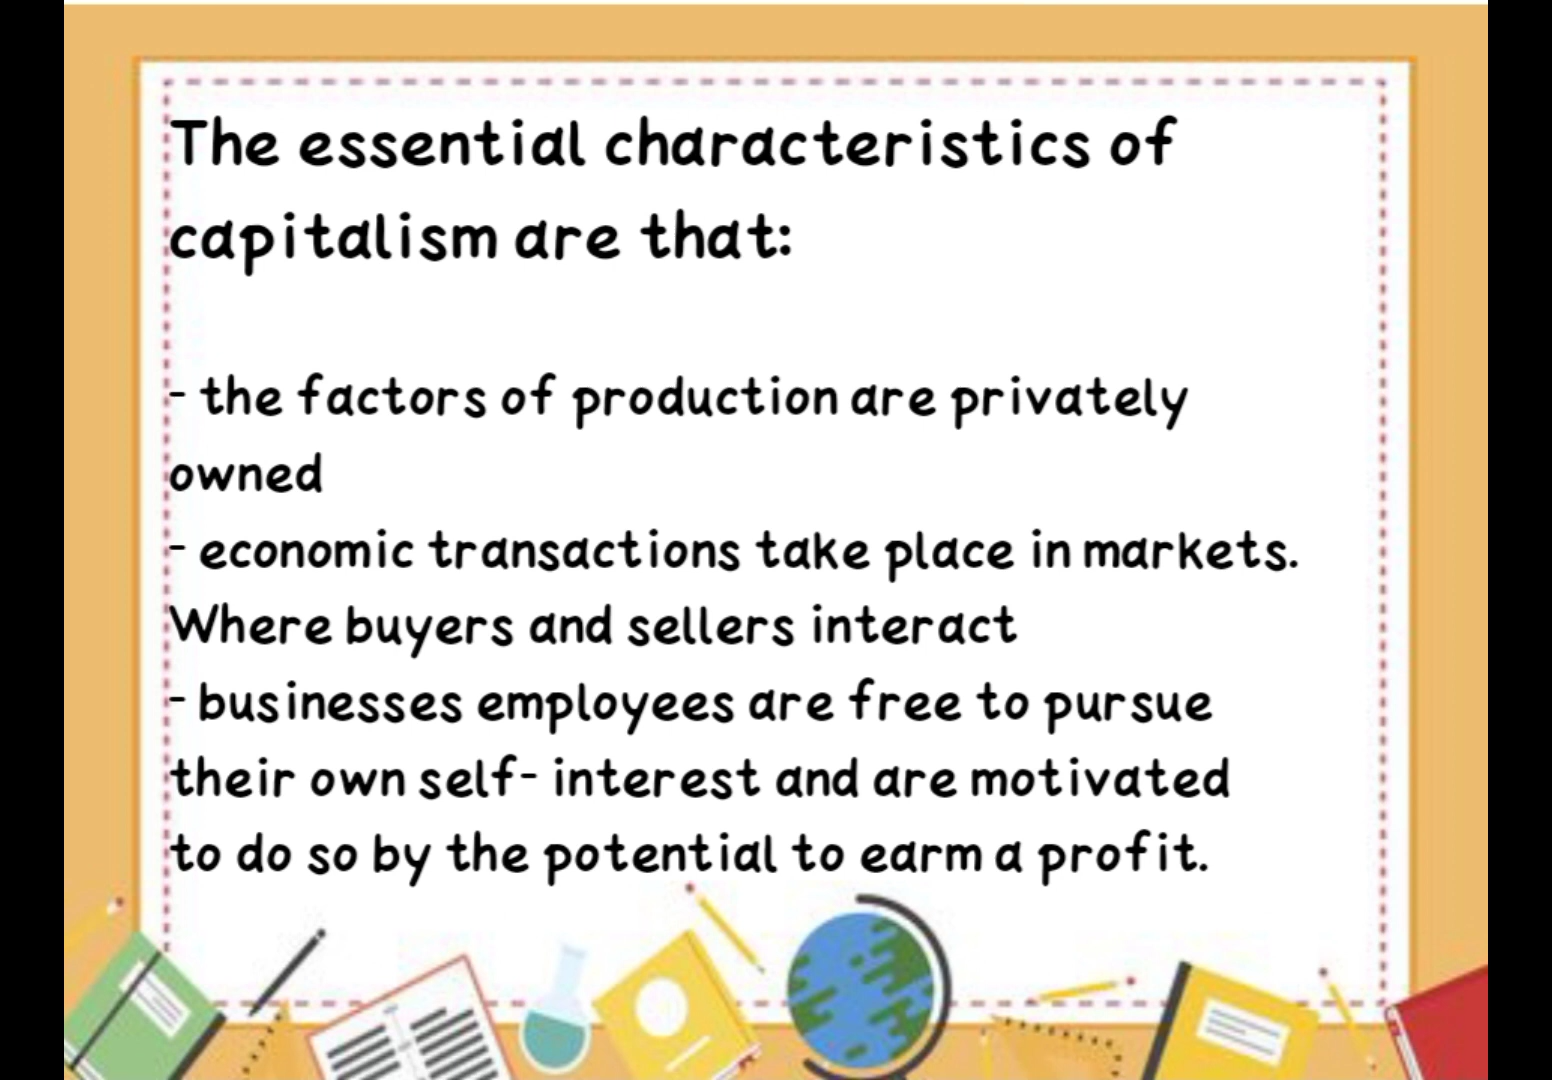 The essential characteristics of
capitalism are that:
- the factors of production are privately
owned
- economic transactions take place in markets.
Where buyers and sellers interact
- businesses employees are free to pursue
their own self- interest and are motivated
to do so by the potential to earm a profit.